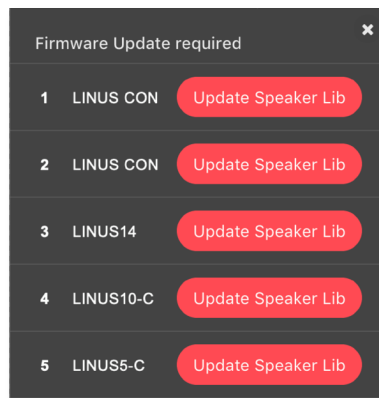 Firmware Update required
1 LINUS CON Update Speaker Lib
2 LINUS CON Update Speaker Lib
3 LINUS14 Update Speaker Lib
4 LINUS10-C Update Speaker Lib
5 LINUS5-C Update Speaker Lib